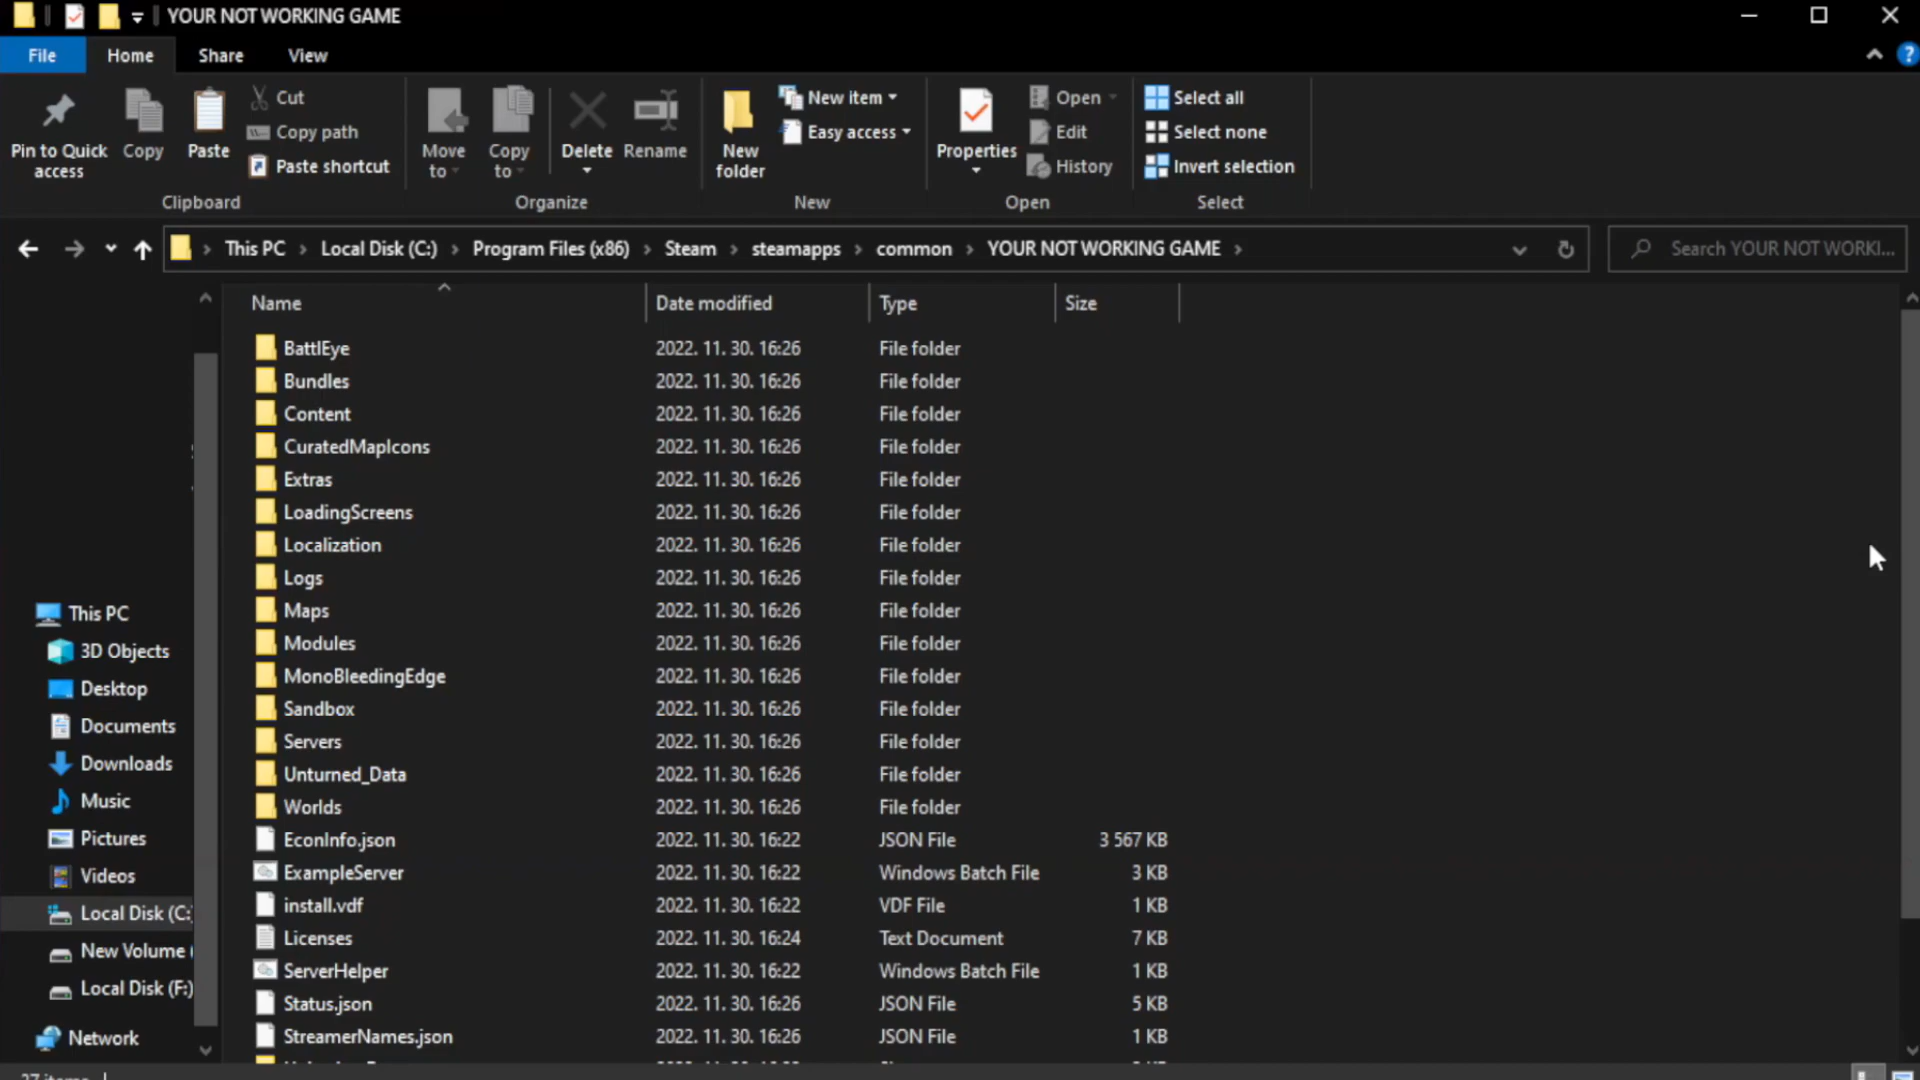 YOUR NOT WORKING GAME
File Home Share View
Pin to Quick access
Copy
Paste
Cut
Copy path
Paste shortcut
Clipboard
Move to
Copy to
Delete
Rename
Organize
New folder
New item
Easy access
New
Properties
Open
Edit
History
Open
Select all
Select none
Invert selection
Select
This PC > Local Disk (C:) > Program Files (x86) > Steam > steamapps > common > YOUR NOT WORKING GAME >
Search YOUR NOT WORKI...
Name Date modified Type Size
BattlEye 2022. 11. 30. 16:26 File folder
Bundles 2022. 11. 30. 16:26 File folder
Content 2022. 11. 30. 16:26 File folder
CuratedMapIcons 2022. 11. 30. 16:26 File folder
Extras 2022. 11. 30. 16:26 File folder
LoadingScreens 2022. 11. 30. 16:26 File folder
Localization 2022. 11. 30. 16:26 File folder
Logs 2022. 11. 30. 16:26 File folder
Maps 2022. 11. 30. 16:26 File folder
Modules 2022. 11. 30. 16:26 File folder
MonoBleedingEdge 2022. 11. 30. 16:26 File folder
Sandbox 2022. 11. 30. 16:26 File folder
Servers 2022. 11. 30. 16:26 File folder
Unturned_Data 2022. 11. 30. 16:26 File folder
Worlds 2022. 11. 30. 16:26 File folder
EconInfo.json 2022. 11. 30. 16:22 JSON File 3 567 KB
ExampleServer 2022. 11. 30. 16:22 Windows Batch File 3 KB
install.vdf 2022. 11. 30. 16:22 VDF File 1 KB
Licenses 2022. 11. 30. 16:24 Text Document 7 KB
ServerHelper 2022. 11. 30. 16:22 Windows Batch File 1 KB
Status.json 2022. 11. 30. 16:26 JSON File 5 KB
StreamerNames.json 2022. 11. 30. 16:26 JSON File 1 KB
This PC
3D Objects
Desktop
Documents
Downloads
Music
Pictures
Videos
Local Disk (C:)
New Volume (
Local Disk (F:)
Network